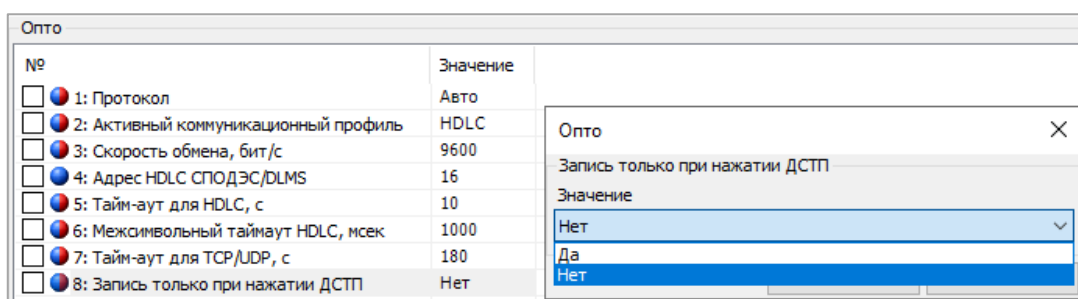 Опто
№ Значение
1: Протокол Авто
2: Активный коммуникационный профиль HDLC
3: Скорость обмена, бит/с 9600
4: Адрес HDLC СПОДЭС/DLMS 16
5: Тайм-аут для HDLC, с 10
6: Межсимвольный таймаут HDLC, мсек 1000
7: Тайм-аут для TCP/UDP, с 180
8: Запись только при нажатии ДСТП Нет
Опто
Запись только при нажатии ДСТП
Значение
Нет
Да
Нет